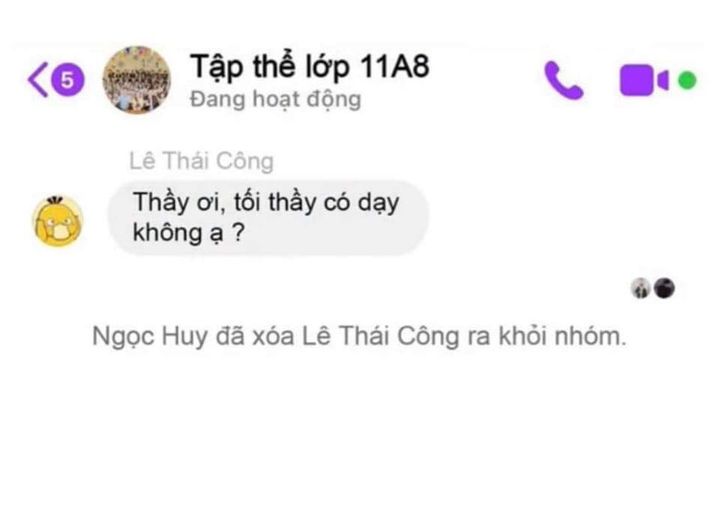 5
Tập thể lớp 11A8
Đang hoạt động
Lê Thái Công
Thầy ơi, tối thầy có dạy
không ạ ?
Ngọc Huy đã xóa Lê Thái Công ra khỏi nhóm.